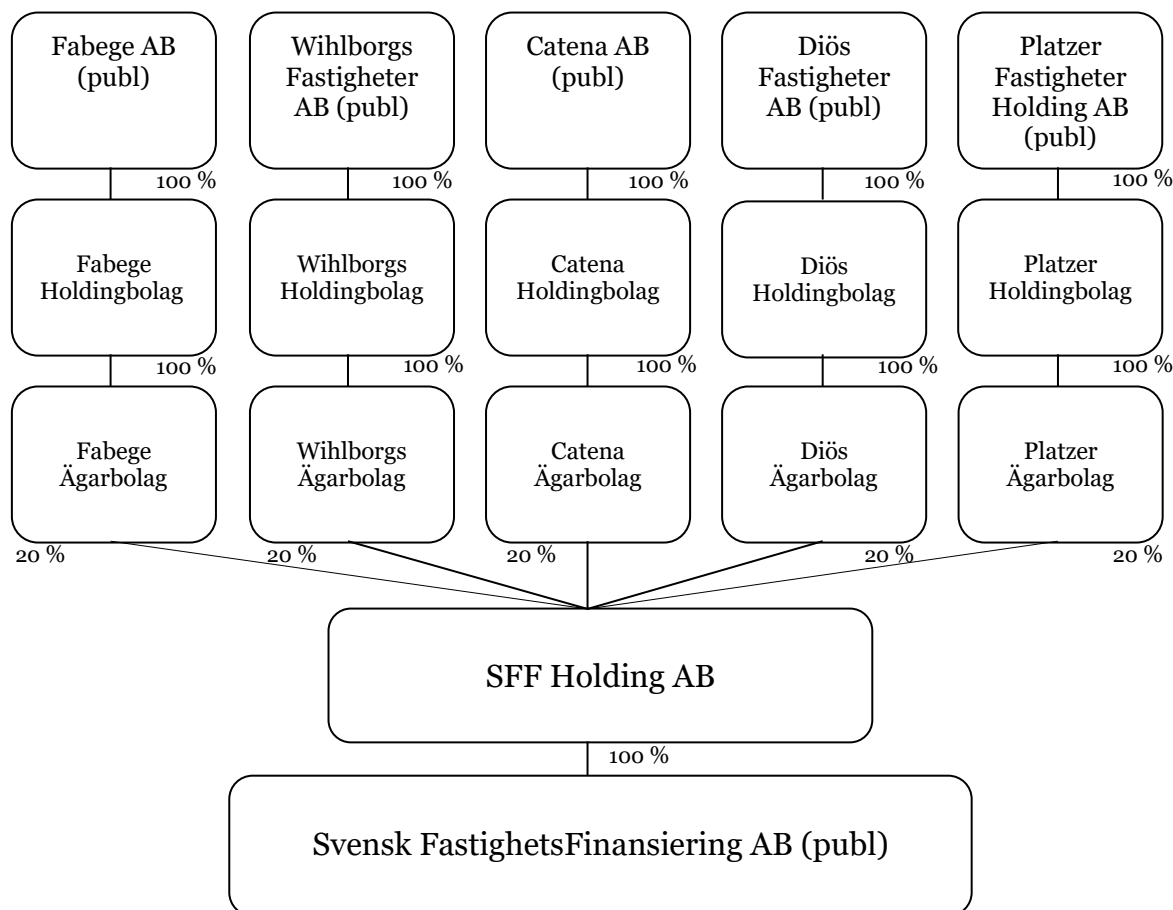 Fabege AB
(publ)
Wihlborgs
Fastigheter
AB (publ)
Catena AB
(publ)
Diös
Fastigheter
AB (publ)
Platzer
Fastigheter
Holding AB
(publ)
100 %
100 %
100 %
100 %
100 %
Fabege
Holdingbolag
Wihlborgs
Holdingbolag
Catena
Holdingbolag
Diös
Holdingbolag
Platzer
Holdingbolag
100 %
100 %
100 %
100 %
100 %
Fabege
Ägarbolag
Wihlborgs
Ägarbolag
Catena
Ägarbolag
Diös
Ägarbolag
Platzer
Ägarbolag
20 %
20 %
20 %
20 %
20 %
SFF Holding AB
100 %
Svensk FastighetsFinansiering AB (publ)